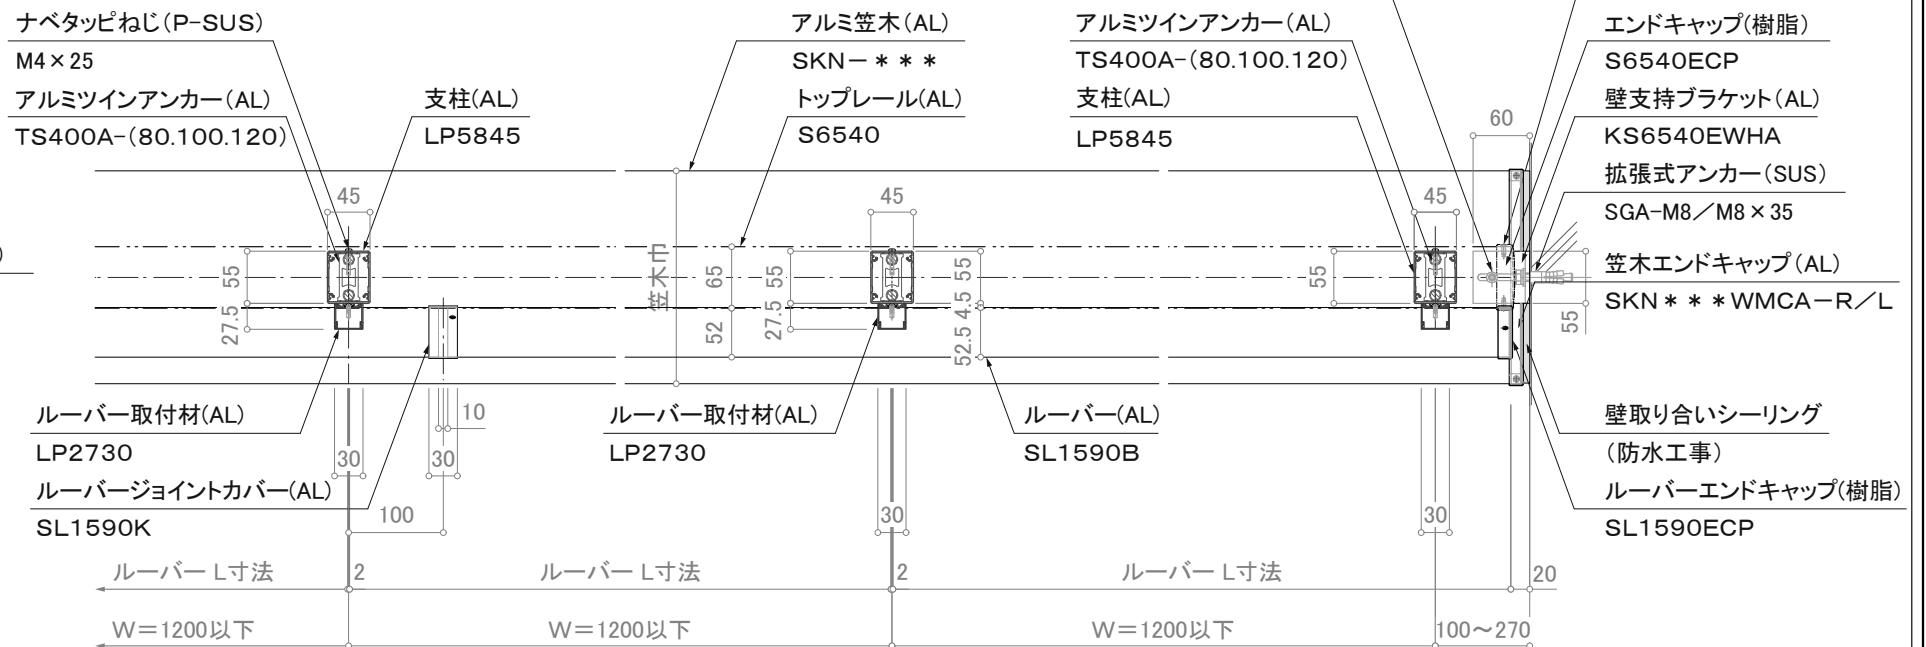 ナベタッピねじ(P-SUS)
M4×25
アルミツインアンカー(AL)
TS400A-(80.100.120)
支柱(AL)
LP5845
アルミ笠木(AL)
SKN-＊＊＊
トップレール(AL)
S6540
アルミツインアンカー(AL)
TS400A-(80.100.120)
支柱(AL)
LP5845
エンドキャップ(樹脂)
S6540ECP
壁支持ブラケット(AL)
KS6540EWHA
拡張式アンカー(SUS)
SGA-M8／M8×35
笠木エンドキャップ(AL)
SKN＊＊＊WMCA-R／L
)
60
45
45
45
55
27.5
笠木巾
65
52
55
27.5
55
4.5
52.5
55
55
ルーバー取付材(AL)
LP2730
ルーバージョイントカバー(AL)
SL1590K
10
30
30
100
ルーバー取付材(AL)
LP2730
30
ルーバー(AL)
SL1590B
30
壁取り合いシーリング
(防水工事)
ルーバーエンドキャップ(樹脂)
SL1590ECP
ルーバー L寸法
2
ルーバー L寸法
2
ルーバー L寸法
20
W＝1200以下
W＝1200以下
W＝1200以下
100～270